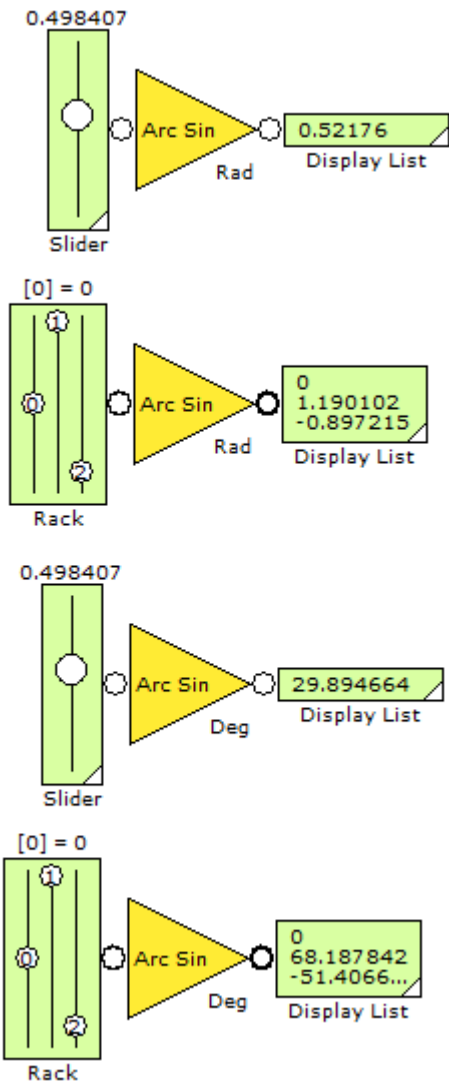 0.498407
Arc Sin
0.52176
Rad
Display List
Slider
[0] = 0
1
0
2
Arc Sin
0
1.190102
-0.897215
Rad
Display List
Rack
0.498407
Arc Sin
29.894664
Deg
Display List
Slider
[0] = 0
1
0
2
Arc Sin
0
68.187842
-51.4066...
Deg
Display List
Rack